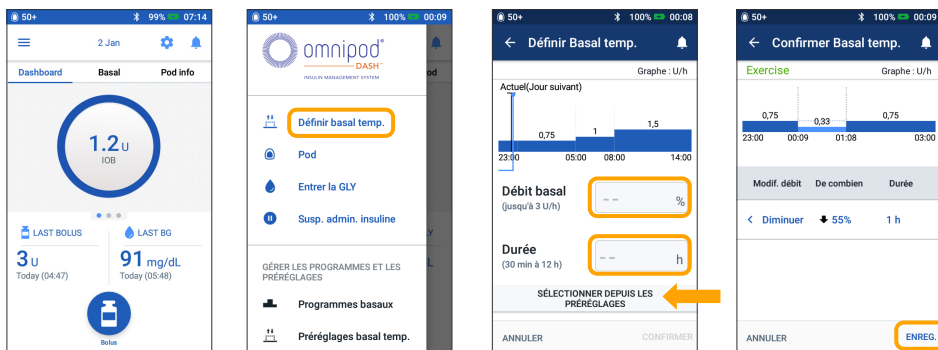 50+ 99% 07:14
2 Jan
Dashboard Basal Pod info
1.2 U
IOB
LAST BOLUS LAST BG
3 U 91 mg/dL
Today (04:47) Today (05:48)
Bolus
50+ 100% 00:09
omnipod®
DASH™
INSULIN MANAGEMENT SYSTEM
od
Définir basal temp.
Pod
Entrer la GLY
Susp. admin. insuline
LY
L
GÉRER LES PROGRAMMES ET LES
PRÉRÉGLAGES
Programmes basaux
Préréglages basal temp.
50+ 100% 00:08
Définir Basal temp.
Graphe : U/h
Actuel(Jour suivant)
0,75 1 1,5
23:00 05:00 08:00 14:00
Débit basal
(jusqu'à 3 U/h)
-- %
Durée
(30 min à 12 h)
-- h
SÉLECTIONNER DEPUIS LES
PRÉRÉGLAGES
ANNULER CONFIRMER
50+ 100% 00:09
Confirmer Basal temp.
Exercise Graphe : U/h
0,75 0,33 0,75
23:00 00:09 01:08 03:00
Modif. débit De combien Durée
< Diminuer 55% 1 h
ANNULER ENREG.